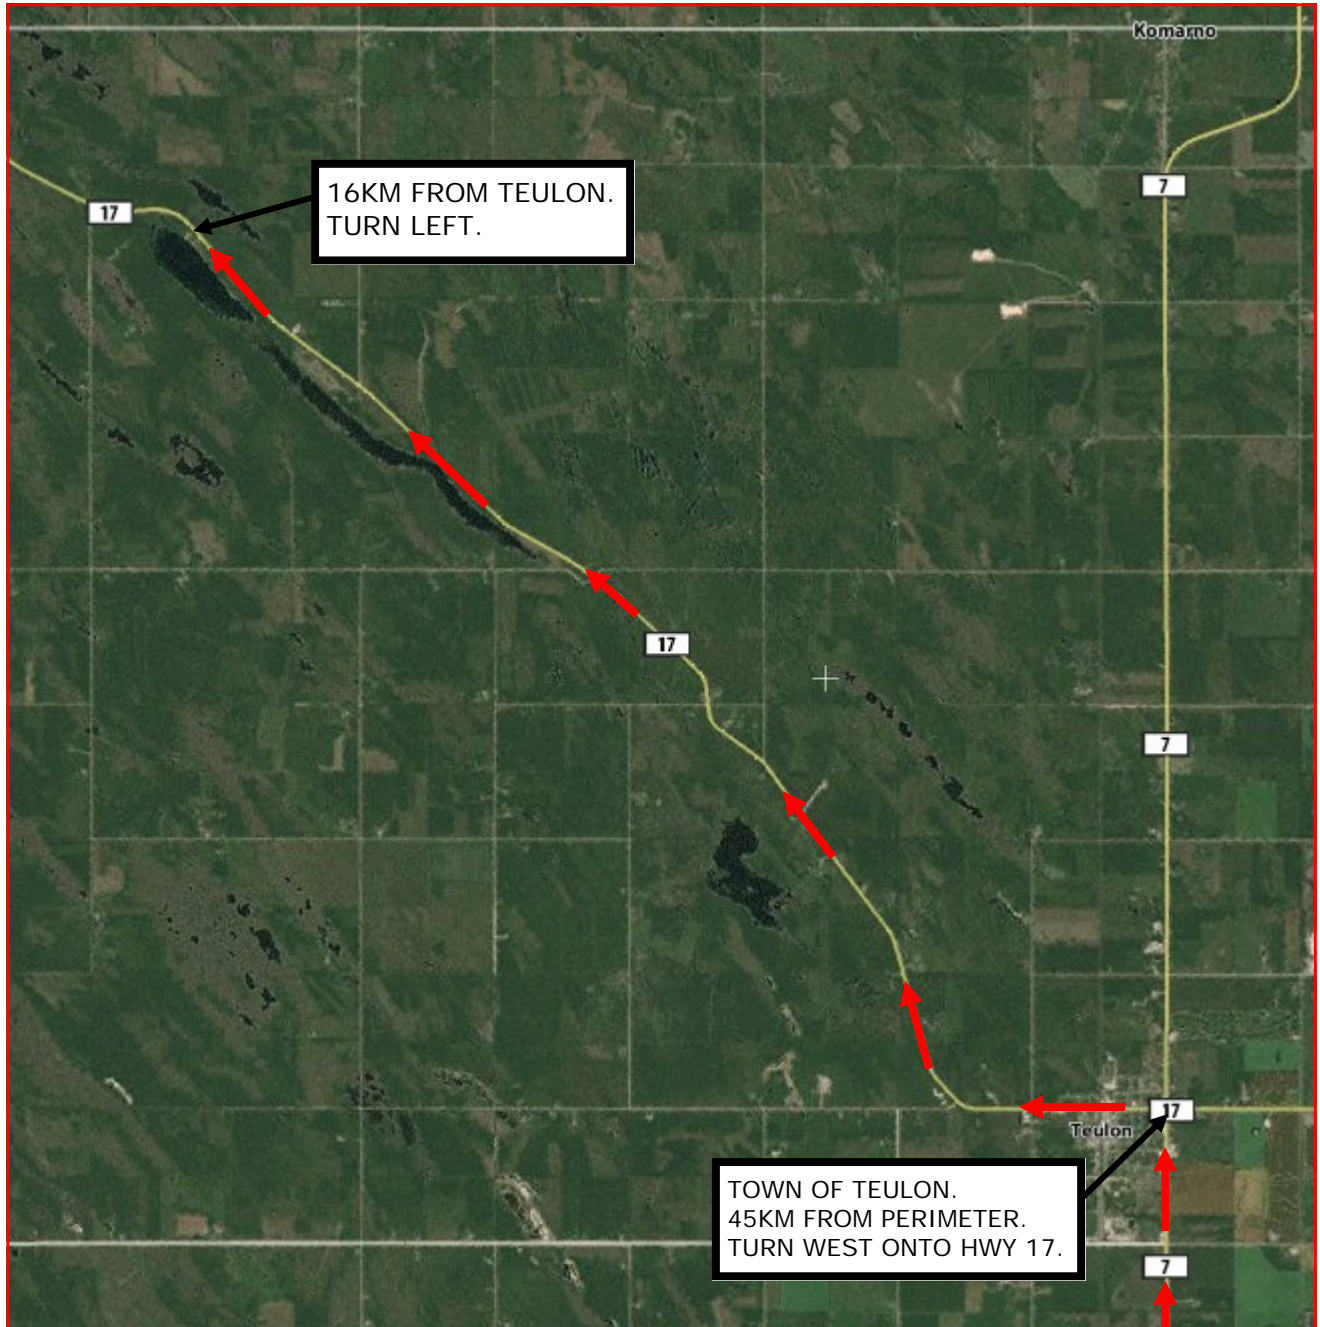 Komarno
7
16KM FROM TEULON.
TURN LEFT.
17
17
7
17
Teulon
TOWN OF TEULON.
45KM FROM PERIMETER.
TURN WEST ONTO HWY 17.
7